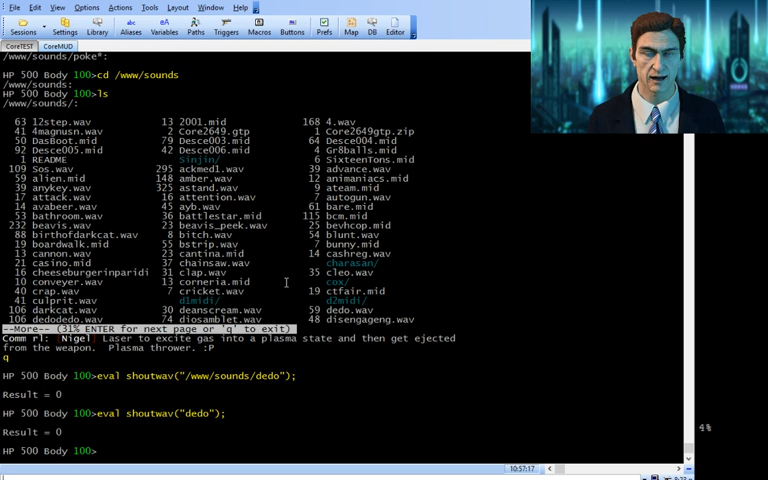 File Edit View Options Actions Tools Layout Window Help
Sessions Settings Library Aliases Variables Paths Triggers Macros Buttons Prefs Map DB Editor
CoreTEST CoreMUD
/www/sounds/poke*:
HP 500 Body 100>cd /www/sounds
/www/sounds:
HP 500 Body 100>ls
/www/sounds/:
63 12step.wav 13 2001.mid 168 4.wav
41 4magnusn.wav 2 Core2649.gtp 1 Core2649gtp.zip
50 DasBoot.mid 79 Desce003.mid 64 Desce004.mid
92 Desce005.mid 42 Desce006.mid 4 Gr8balls.mid
1 README Sinjin/ 6 SixteenTons.mid
109 Sos.wav 295 ackmed1.wav 39 advance.wav
59 alien.mid 148 amber.wav 12 animaniacs.mid
39 anykey.wav 325 astand.wav 9 ateam.mid
17 attack.wav 16 attention.wav 7 autogun.wav
14 avabeer.wav 45 ayb.wav 61 bare.mid
53 bathroom.wav 36 battlestar.mid 115 bcm.mid
232 beavis.wav 23 beavis_peek.wav 25 bevhcop.mid
88 birthofdarkcat.wav 8 bitch.wav 54 blunt.wav
19 boardwalk.mid 55 bstrip.wav 7 bunny.mid
13 cannon.wav 23 cantina.mid 14 cashreg.wav
21 casino.mid 37 chainsaw.wav charasan/
16 cheeseburgerinparidi 31 clap.wav 35 cleo.wav
10 conveyer.wav 13 corneria.mid cox/
40 crap.wav 7 cricket.wav 19 ctfair.mid
41 culprit.wav d1midi/ d2midi/
106 darkcat.wav 30 deanscream.wav 59 dedo.wav
106 dedodedo.wav 74 diosamblet.wav 48 disengageng.wav
--More-- (31% ENTER for next page or 'q' to exit)
Comm rl: [Nigel] Laser to excite gas into a plasma state and then get ejected
from the weapon. Plasma thrower. :P
q
HP 500 Body 100>eval shoutwav("/www/sounds/dedo");
Result = 0
HP 500 Body 100>eval shoutwav("dedo");
Result = 0
HP 500 Body 100>
4%
10:57:17